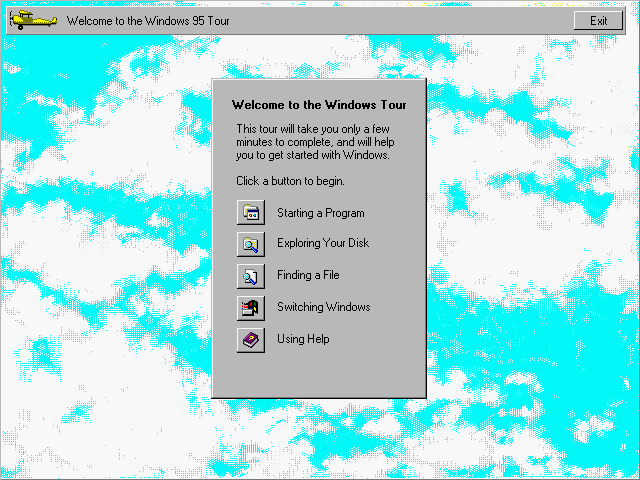 Welcome to the Windows 95 Tour
Exit
Welcome to the Windows Tour
This tour will take you only a few
minutes to complete, and will help
you to get started with Windows.
Click a button to begin.
Starting a Program
Exploring Your Disk
Finding a File
Switching Windows
Using Help